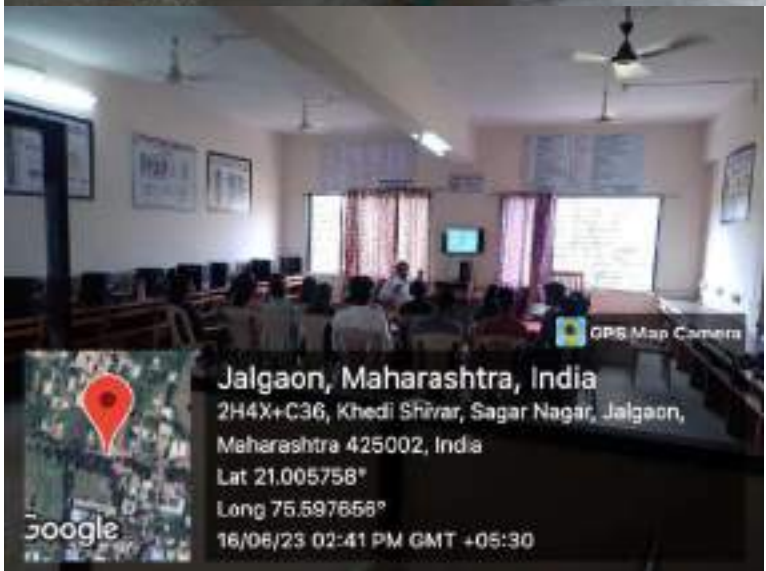 GPS Map Camera
Jalgaon, Maharashtra, India
2H4X+C36, Khedi Shivar, Sagar Nagar, Jalgaon,
Maharashtra 425002, India
Lat 21.005758°
Long 75.597656°
16/06/23 02:41 PM GMT +05:30
Google